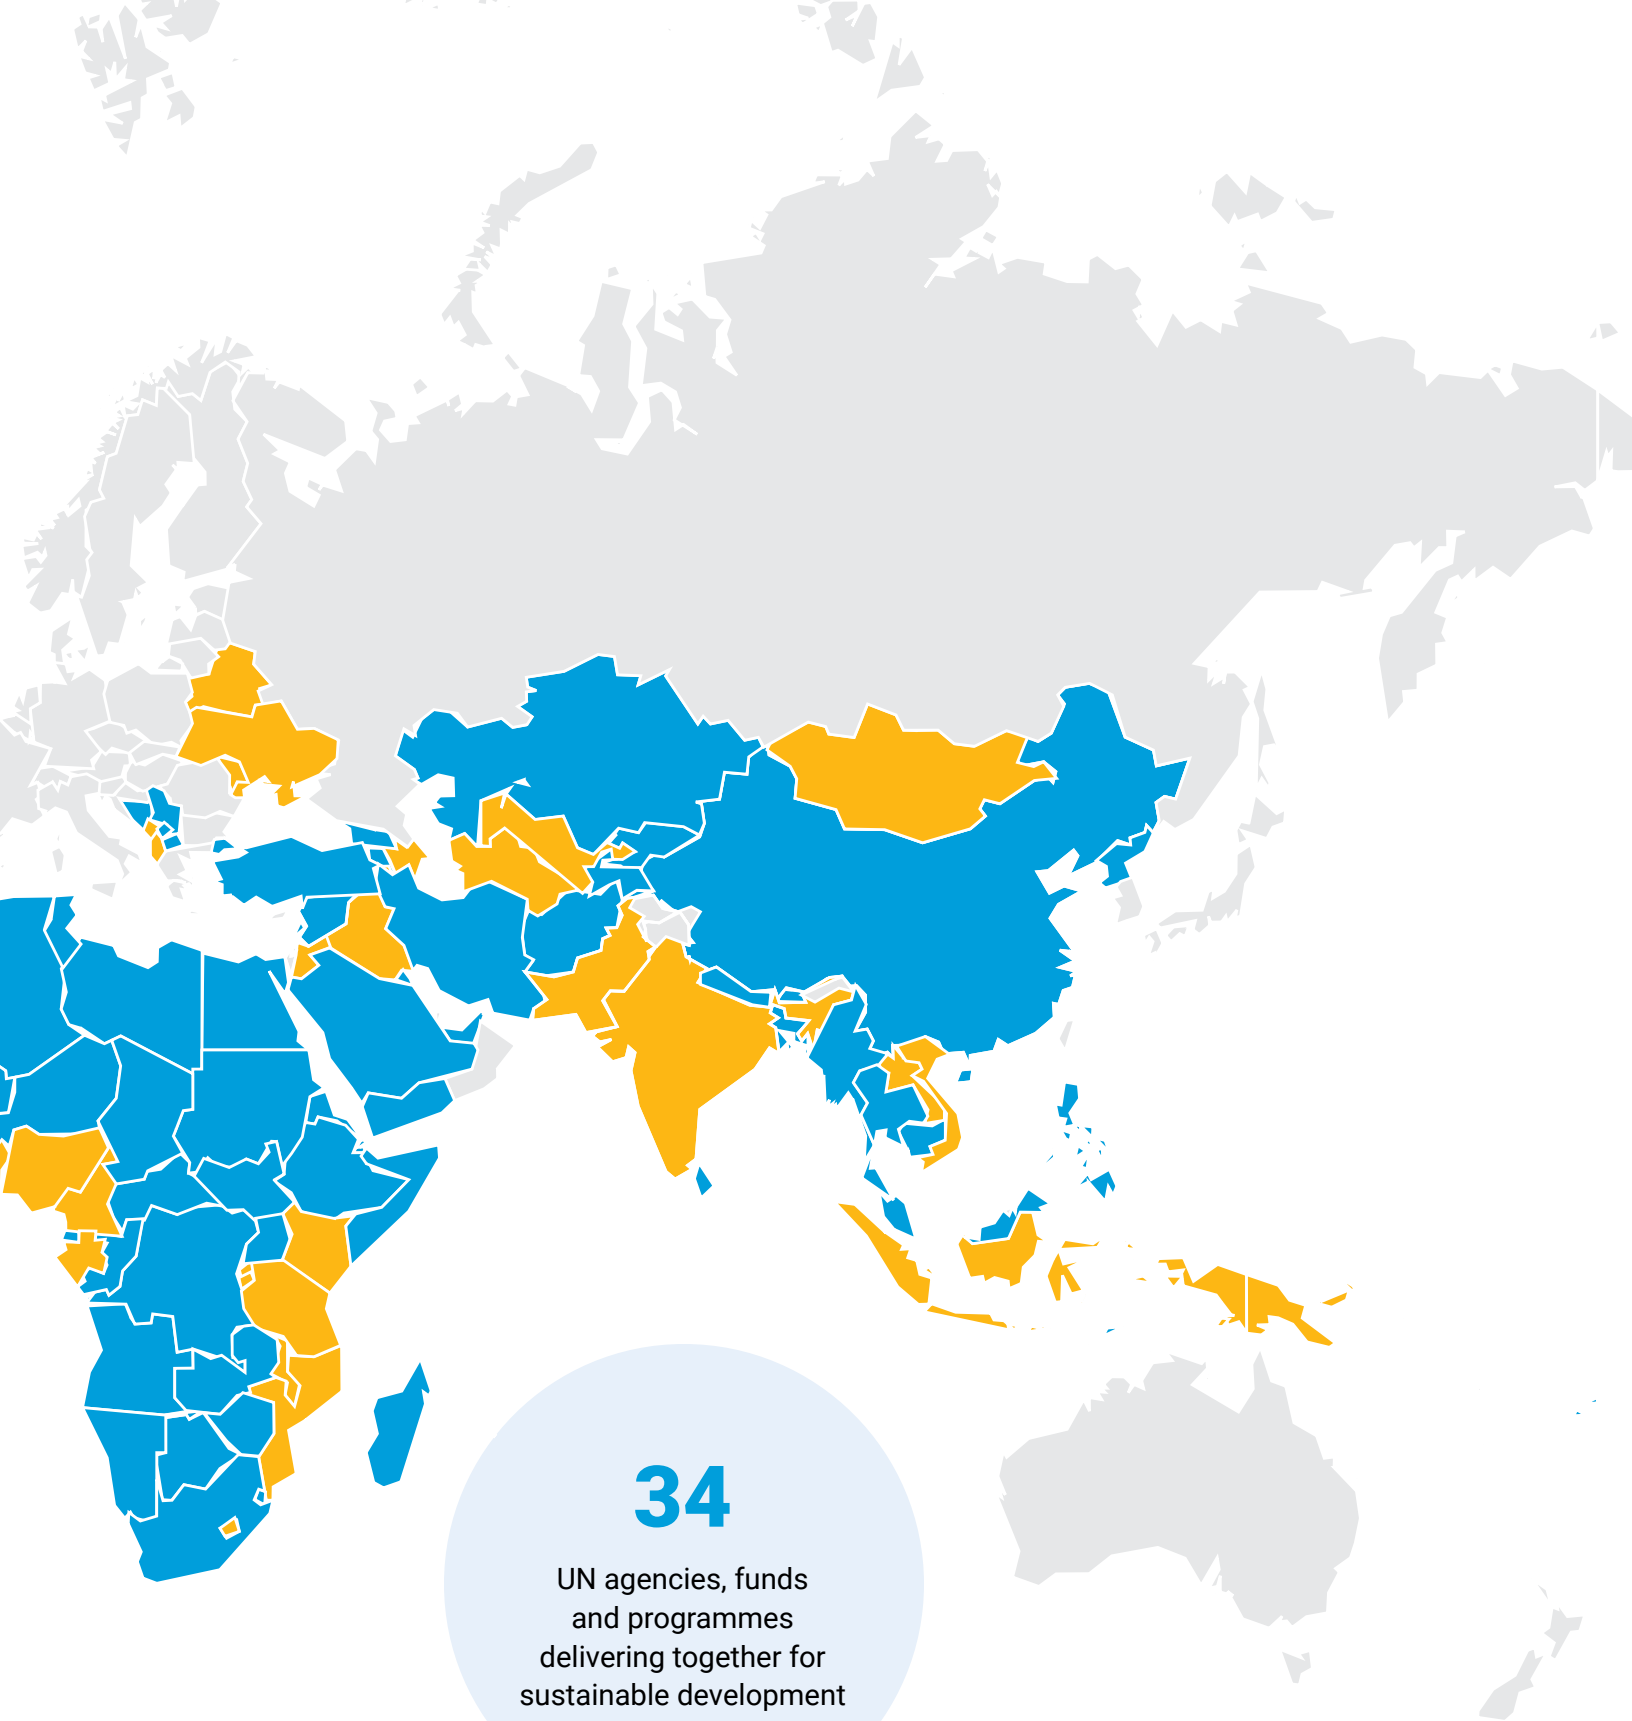 34
UN agencies, funds
and programmes
delivering together for
sustainable development